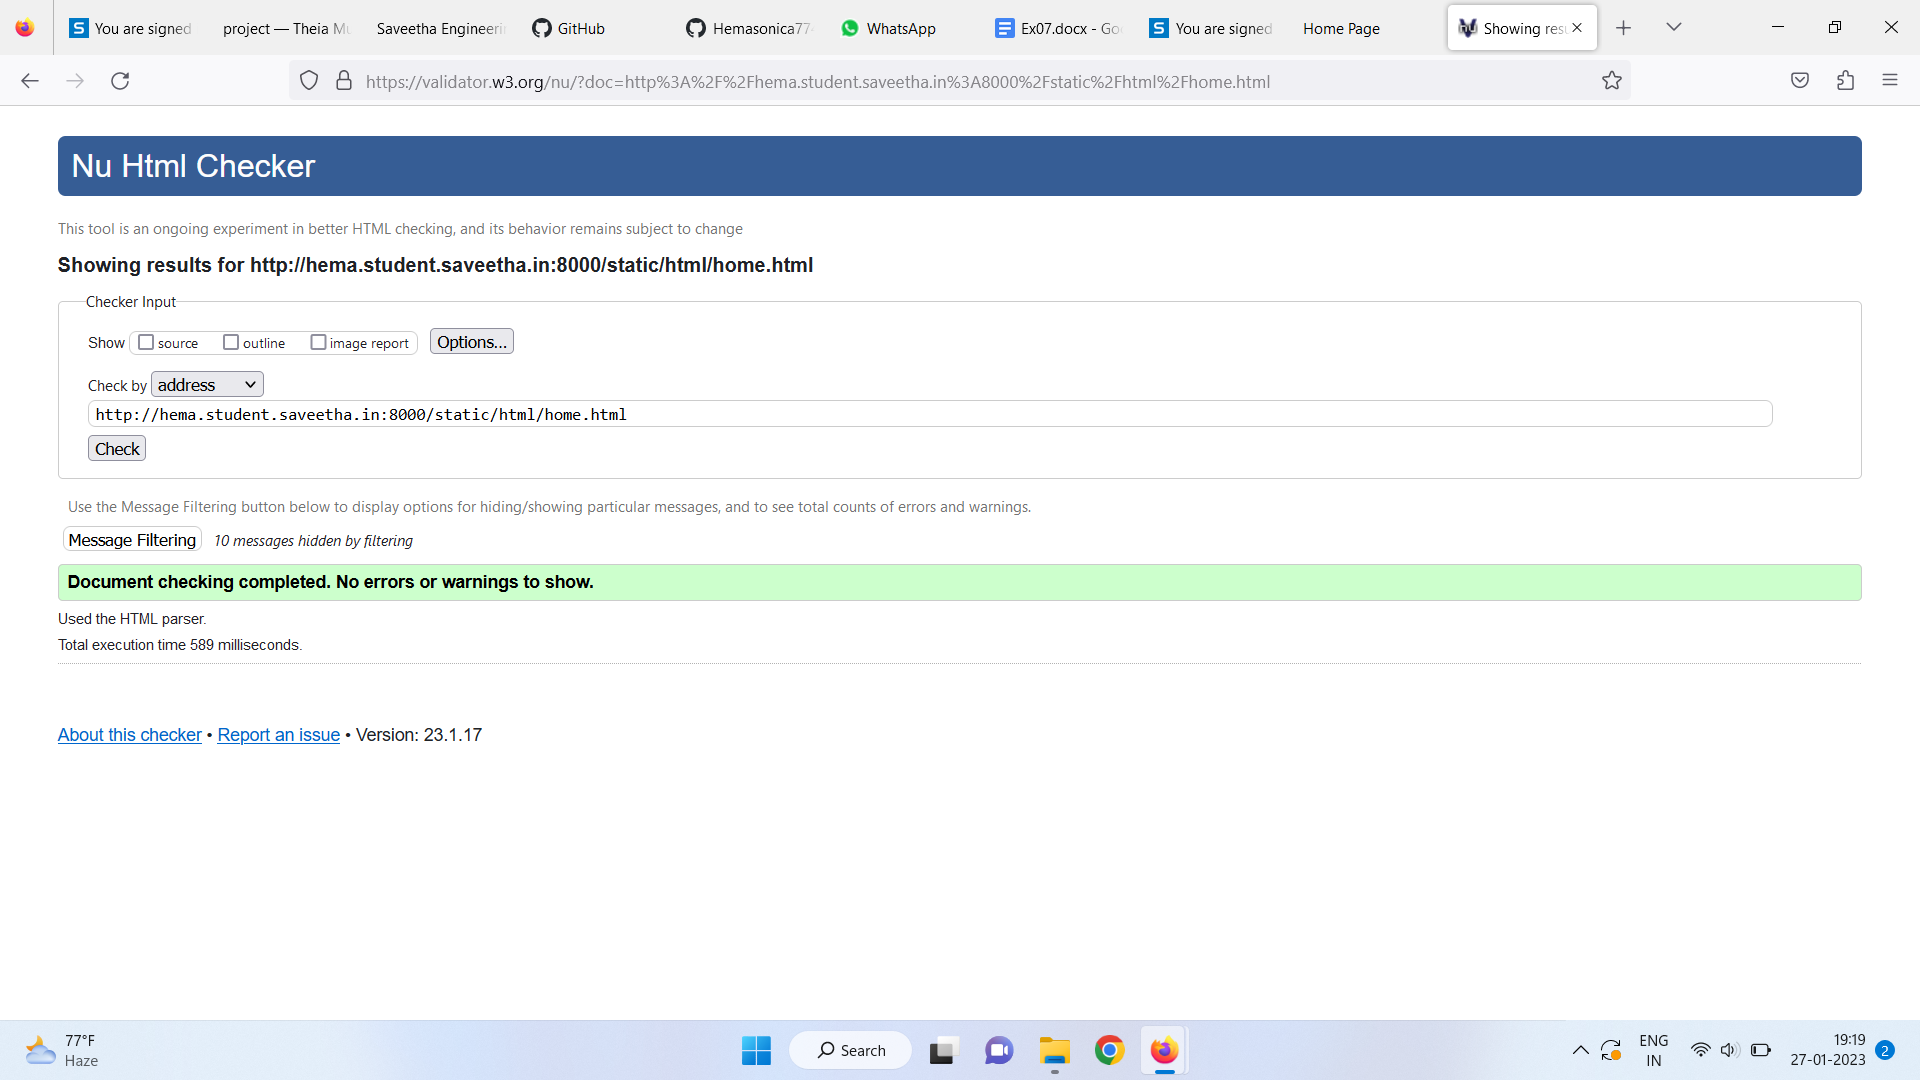 You are signed
project — Theia Mu
Saveetha Engineerin
GitHub
Hemasonica774
WhatsApp
Ex07.docx - Goo
You are signed
Home Page
Showing resu
https://validator.w3.org/nu/?doc=http%3A%2F%2Fhema.student.saveetha.in%3A8000%2Fstatic%2Fhtml%2Fhome.html
Nu Html Checker
This tool is an ongoing experiment in better HTML checking, and its behavior remains subject to change
Showing results for http://hema.student.saveetha.in:8000/static/html/home.html
Checker Input
Show source outline image report Options...
Check by address
http://hema.student.saveetha.in:8000/static/html/home.html
Check
Use the Message Filtering button below to display options for hiding/showing particular messages, and to see total counts of errors and warnings.
Message Filtering 10 messages hidden by filtering
Document checking completed. No errors or warnings to show.
Used the HTML parser.
Total execution time 589 milliseconds.
About this checker • Report an issue • Version: 23.1.17
77°F
Haze
Search
ENG
IN
19:19
27-01-2023
2